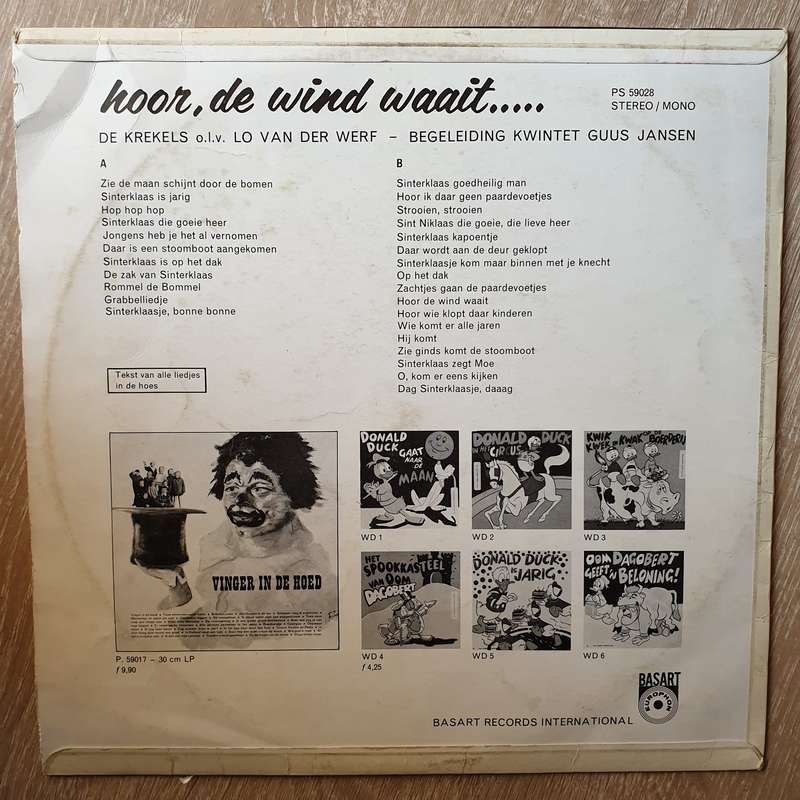 hoor, de wind waait.....
PS 59028
STEREO / MONO
DE KREKELS o.l.v. LO VAN DER WERF – BEGELEIDING KWINTET GUUS JANSEN
A
Zie de maan schijnt door de bomen
Sinterklaas is jarig
Hop hop hop
Sinterklaas die goeie heer
Jongens heb je het al vernomen
Daar is een stoomboot aangekomen
Sinterklaas is op het dak
De zak van Sinterklaas
Rommel de Bommel
Grabbelliedje
Sinterklaasje, bonne bonne
Tekst van alle liedjes
in de hoes
B
Sinterklaas goedheilig man
Hoor ik daar geen paardevoetjes
Strooien, strooien
Sint Niklaas die goeie, die lieve heer
Sinterklaas kapoentje
Daar wordt aan de deur geklopt
Sinterklaasje kom maar binnen met je knecht
Op het dak
Zachtjes gaan de paardevoetjes
Hoor de wind waait
Hoor wie klopt daar kinderen
Wie komt er alle jaren
Hij komt
Zie ginds komt de stoomboot
Sinterklaas zegt Moe
O, kom er eens kijken
Dag Sinterklaasje, daaag
VINGER IN DE HOED
P. 59017 – 30 cm LP
f 9,90
DONALD
DUCK
GAAT
NAAR
DE
MAAN
WD 1
DONALD DUCK
IN HET CIRCUS
WD 2
KWIK
KWEK EN KWAK OP DE BOERDERIJ
WD 3
HET
SPOOKKASTEEL
VAN OOM
DAGOBERT
WD 4
f 4,25
DONALD DUCK
IS
JARIG
WD 5
OOM DAGOBERT
GEEFT 'N BELONING!
WD 6
BASART
EUROPHON
BASART RECORDS INTERNATIONAL